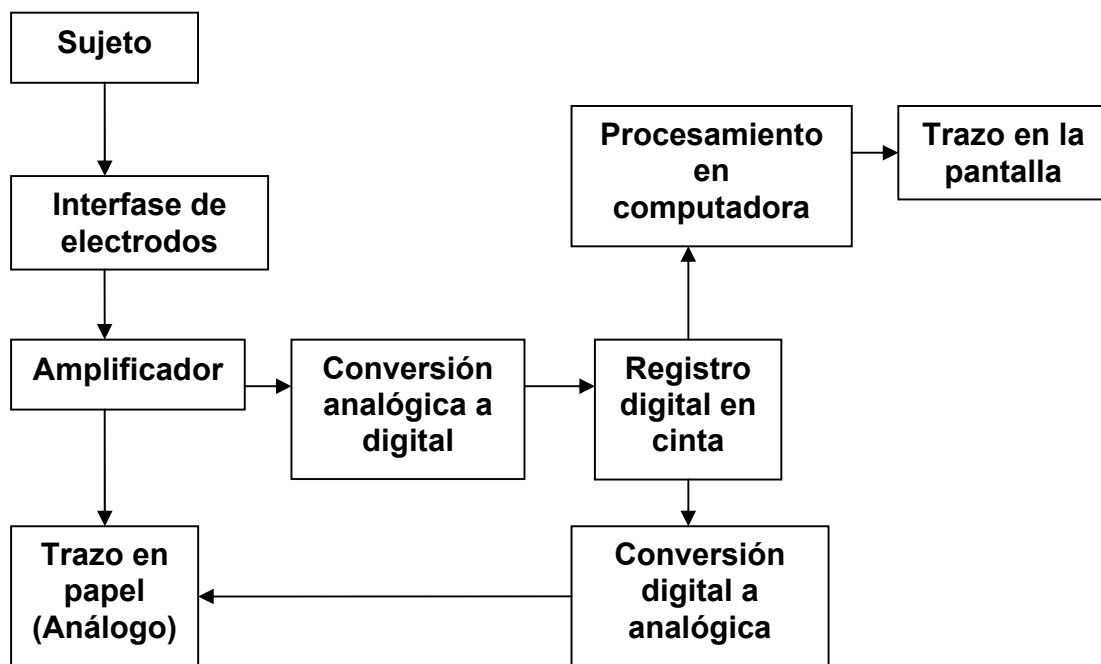 Sujeto
Interfase de
electrodos
Amplificador
Trazo en
papel
(Análogo)
Conversión
analógica a
digital
Registro
digital en
cinta
Procesamiento
en
computadora
Trazo en la
pantalla
Conversión
digital a
analógica